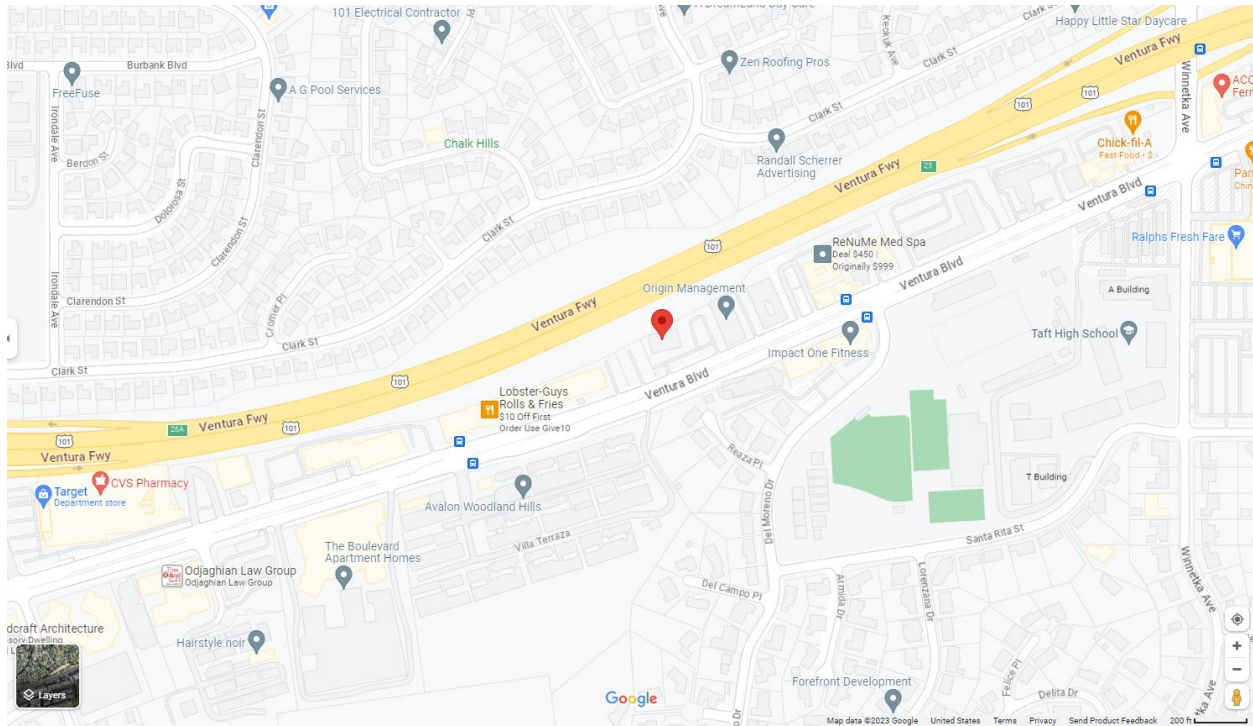 101 Electrical Contractor
Happy Little Star Daycare
Keokuk Pl
Zen Roofing Pros
Clark St
Ventura Fwy
101
Winnetka Ave
Burbank Blvd
FreeFuse
A G Pool Services
Irondale Ave
Clarendon St
Berdon St
Chalk Hills
Clark St
Randall Scherrer
Advertising
Chick-fil-A
Fast Food • $
101
25
Ventura Fwy
Ventura Blvd
Dolorosa St
Clarendon St
Clark St
101
ReNuMe Med Spa
Deal $450 |
Originally $999
Ralphs Fresh Fare
Ventura Blvd
Irondale Ave
Clarendon St
Cromer Pl
Origin Management
A Building
Ventura Fwy
Taft High School
Clark St
Impact One Fitness
101
Ventura Blvd
Lobster-Guys
Rolls & Fries
$10 Off First
Order Use Give10
101
Ventura Fwy
26A
101
Ventura Fwy
Reaza Pl
CVS Pharmacy
Target
Department store
Avalon Woodland Hills
T Building
Del Moreno Dr
Santa Rita St
Villa Terraza
The Boulevard
Apartment Homes
Odjaghian Law Group
Odjaghian Law Group
Del Campo Pl
Armida Dr
Lorenzana Dr
Winnetka Ave
dcraft Architecture
Hairstyle noir
Layers
Forefront Development
Felice Pl
Delita Dr
Google
Map data ©2023 Google
United States
Terms
Privacy
Send Product Feedback
200 ft